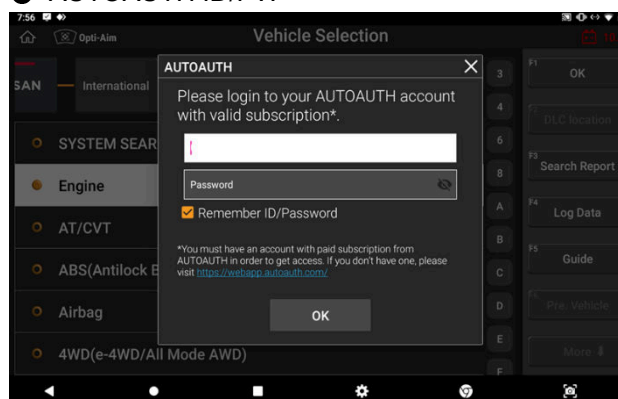 7:56
Opti-Aim
Vehicle Selection
SAN
International
AUTOAUTH
Please login to your AUTOAUTH account
with valid subscription*.
Password
Remember ID/Password
*You must have an account with paid subscription from
AUTOAUTH in order to get access. If you don't have one, please
visit https://webapp.autoauth.com/
OK
SYSTEM SEAR
Engine
AT/CVT
ABS(Antilock B
Airbag
4WD(e-4WD/All Mode AWD)
3
4
6
8
A
B
C
D
E
F
F1
OK
DLC location
F3
Search Report
F4
Log Data
F5
Guide
Pre. Vehicle
More